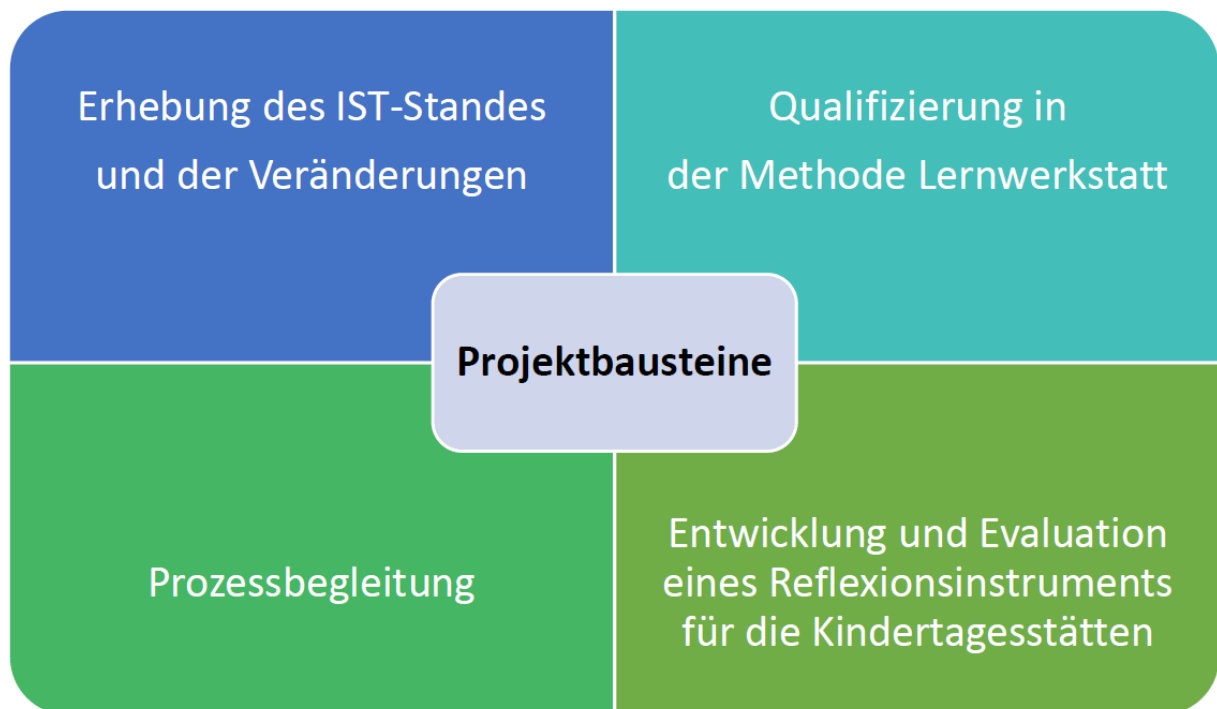 Erhebung des IST-Standes
und der Veränderungen
Qualifizierung in
der Methode Lernwerkstatt
Projektbausteine
Prozessbegleitung
Entwicklung und Evaluation
eines Reflexionsinstruments
für die Kindertagesstätten